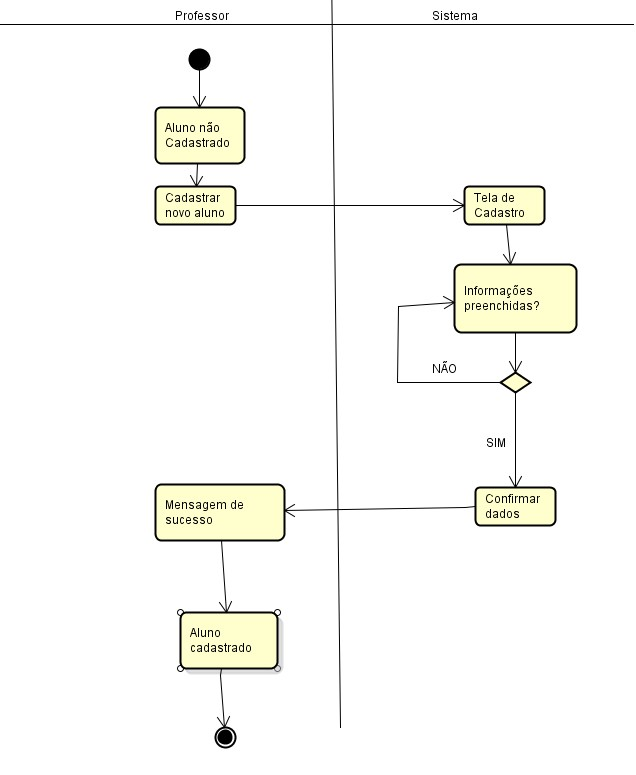 Professor
Sistema
Aluno não
Cadastrado
Cadastrar
novo aluno
Tela de
Cadastro
Informações
preenchidas?
NÃO
SIM
Confirmar
dados
Mensagem de
sucesso
Aluno
cadastrado